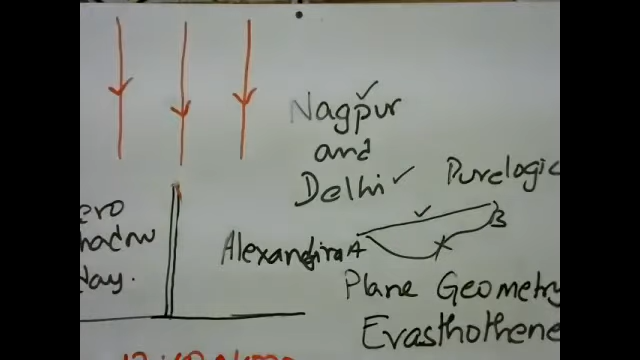 Nagpur
and
Delhi
Purelogic
Alexandira A
B
Plane Geometry
Evasthothene
ero
hadow
day.